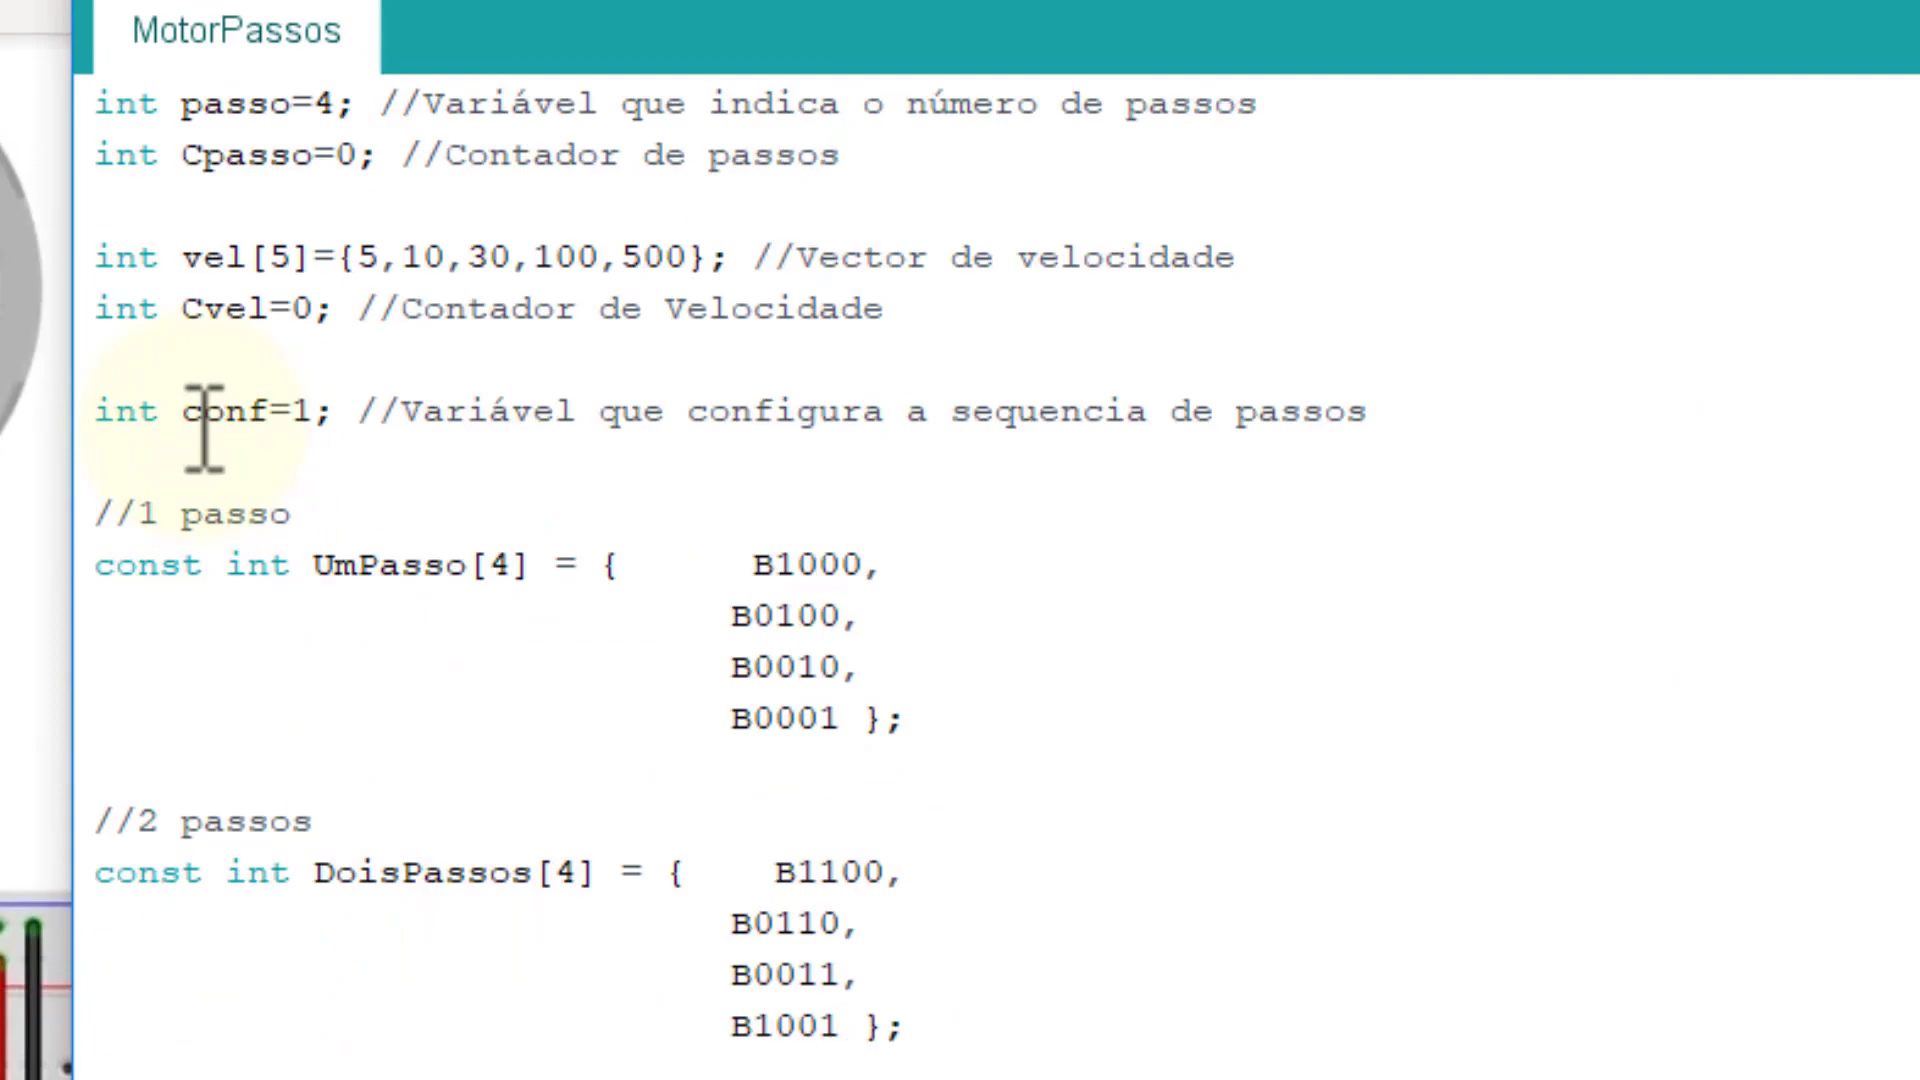 MotorPassos
int passo=4; //Variável que indica o número de passos
int Cpasso=0; //Contador de passos
int vel[5]={5,10,30,100,500}; //Vector de velocidade
int Cvel=0; //Contador de Velocidade
int conf=1; //Variável que configura a sequencia de passos
//1 passo
const int UmPasso[4] = { B1000,
B0100,
B0010,
B0001 };
//2 passos
const int DoisPassos[4] = { B1100,
B0110,
B0011,
B1001 };